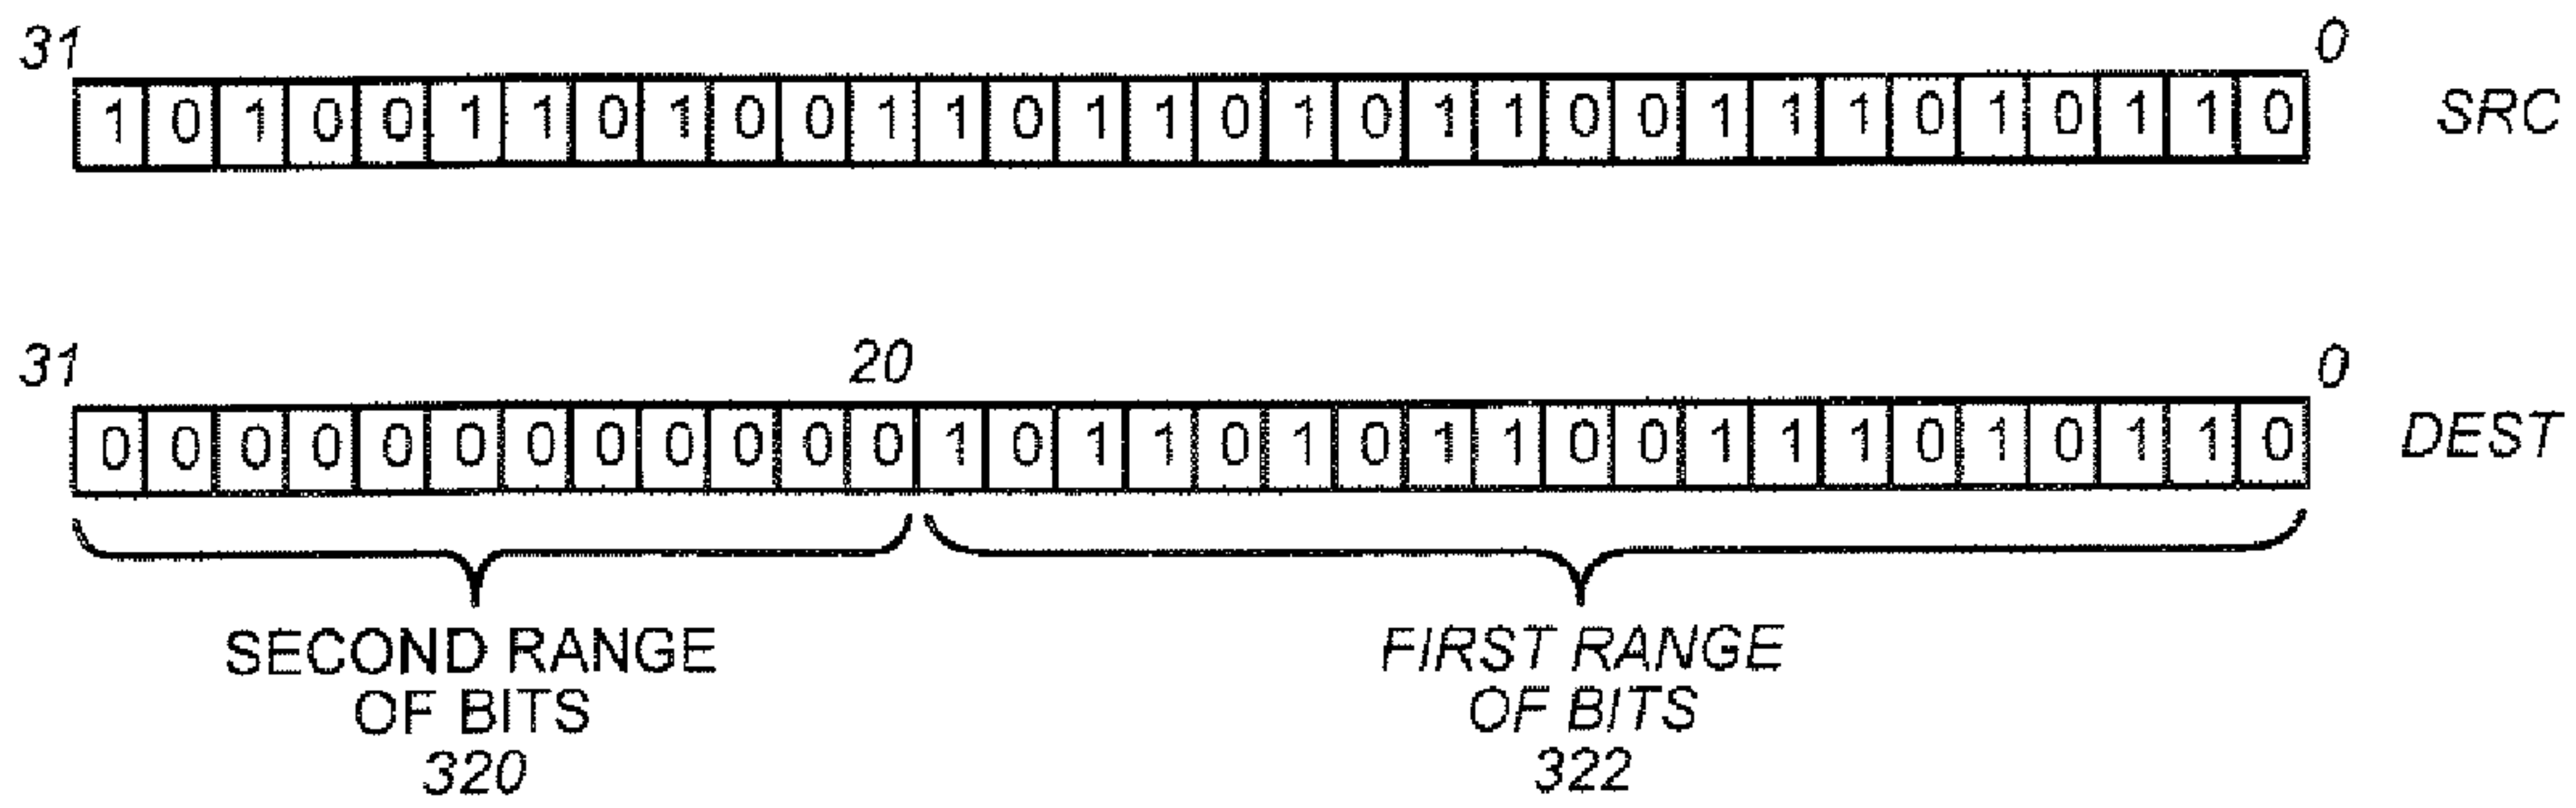 31 0
1 0 1 0 0 1 1 0 1 0 0 1 1 0 1 1 0 1 0 1 1 0 0 1 1 1 0 1 0 1 1 0 SRC
31 20 0
0 0 0 0 0 0 0 0 0 0 0 0 1 0 1 1 0 1 0 1 1 0 0 1 1 1 0 1 0 1 1 0 DEST
SECOND RANGE
OF BITS
320
FIRST RANGE
OF BITS
322